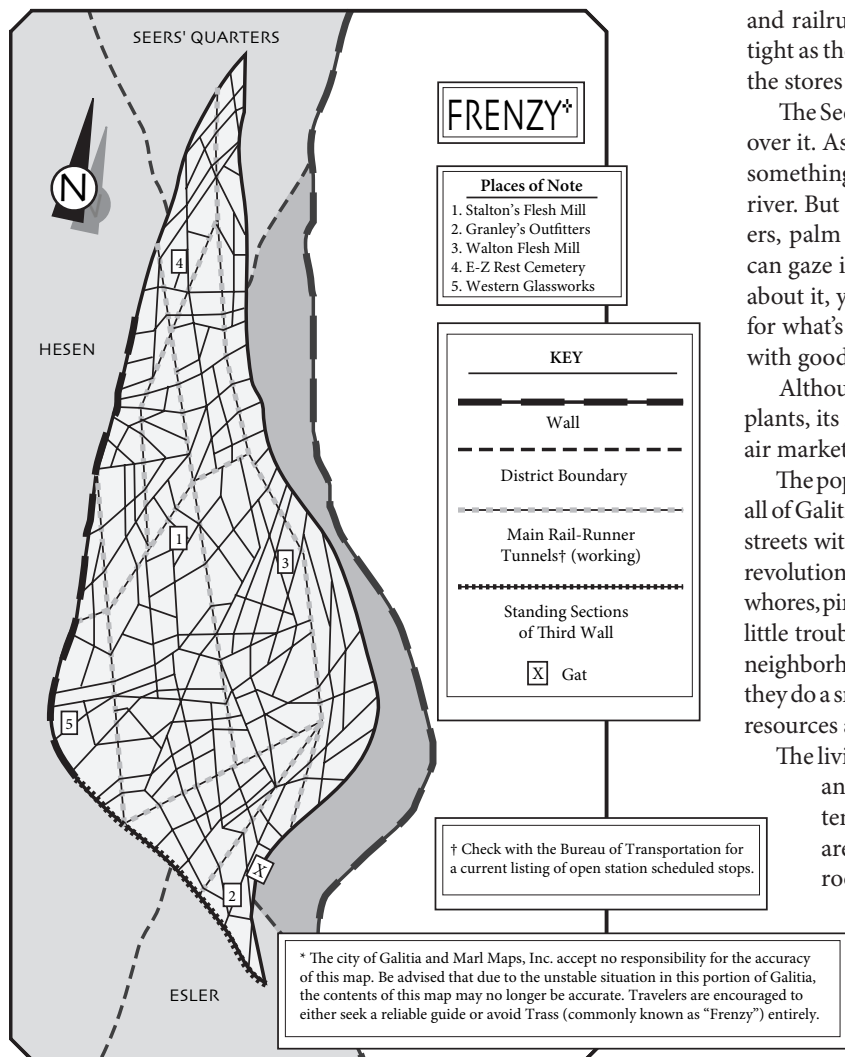 SEERS' QUARTERS
N
HESEN
ESLER
4
1
3
5
2
X
FRENZY*
Places of Note
1. Stalton's Flesh Mill
2. Granley's Outfitters
3. Walton Flesh Mill
4. E-Z Rest Cemetery
5. Western Glassworks
KEY
Wall
District Boundary
Main Rail-Runner
Tunnels† (working)
Standing Sections
of Third Wall
X Gat
† Check with the Bureau of Transportation for
a current listing of open station scheduled stops.
* The city of Galitia and Marl Maps, Inc. accept no responsibility for the accuracy
of this map. Be advised that due to the unstable situation in this portion of Galitia,
the contents of this map may no longer be accurate. Travelers are encouraged to
either seek a reliable guide or avoid Trass (commonly known as “Frenzy”) entirely.
and railru
tight as the
the stores
The See
over it. As
something
river. But
ers, palm
can gaze i
about it, y
for what's
with good
Althou
plants, its
air market
The pop
all of Galiti
streets wit
revolution
whores, pin
little troub
neighborh
they do a sm
resources a
The livi
an
ten
are
roo